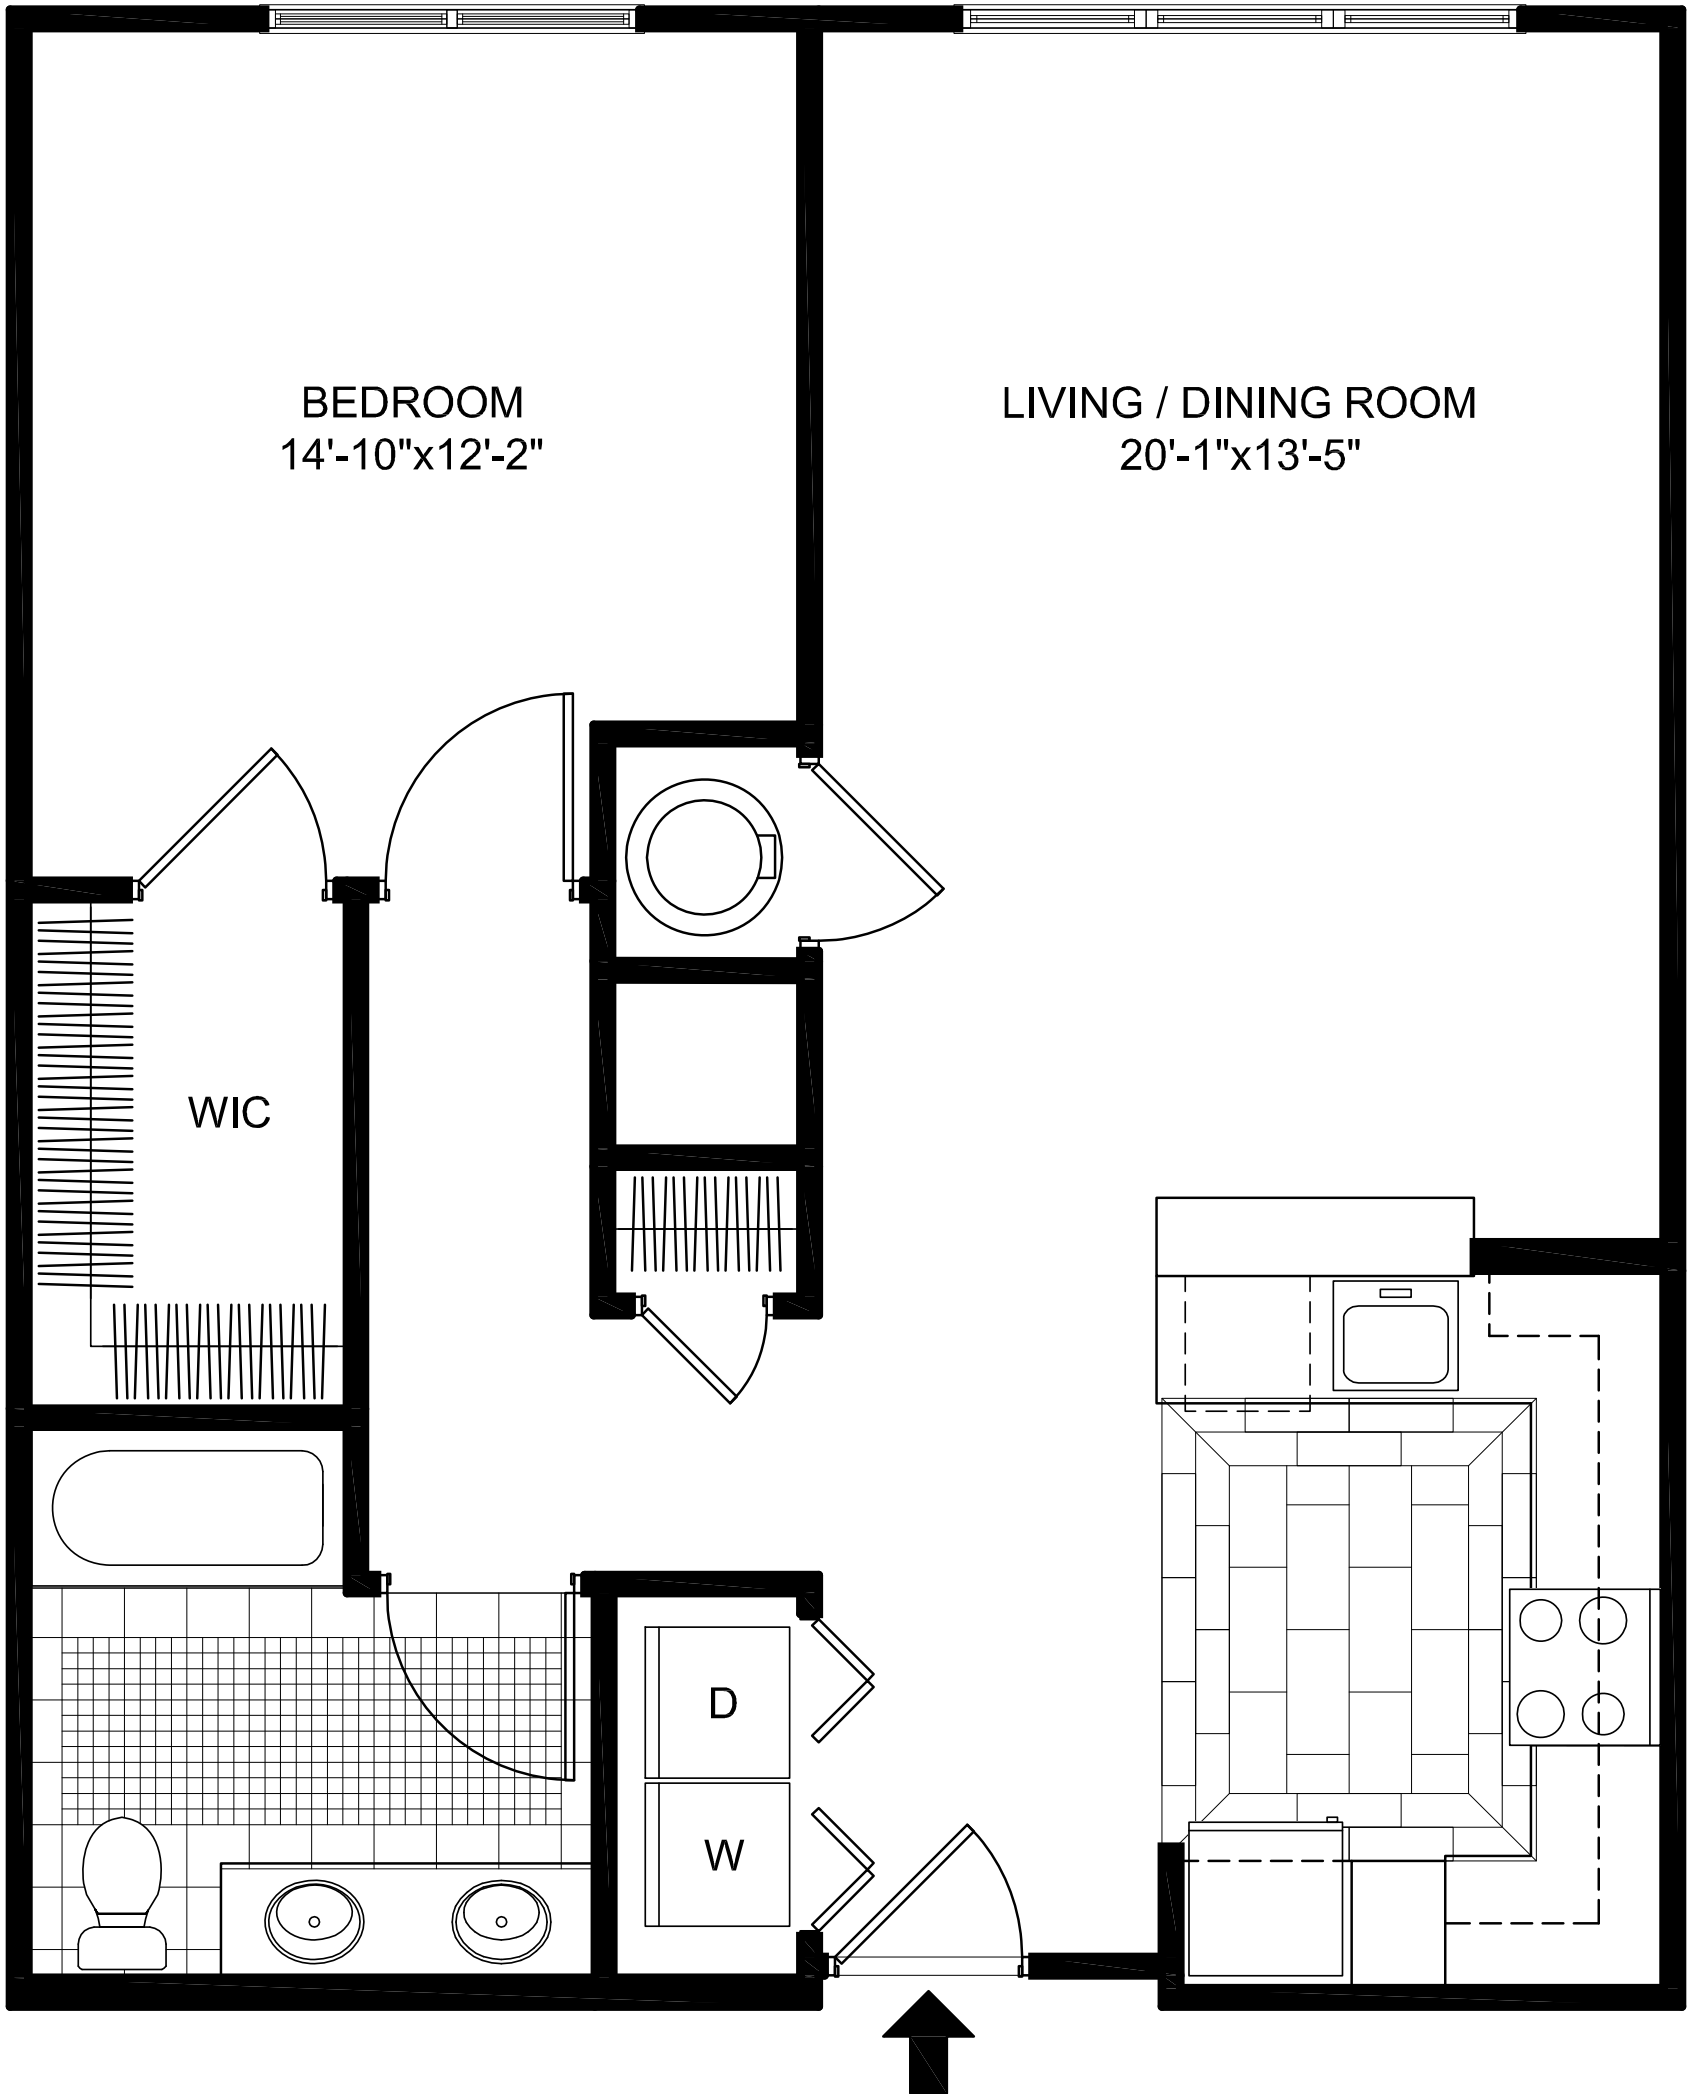 BEDROOM
14'-10"x12'-2"
LIVING / DINING ROOM
20'-1"x13'-5"
WIC
D
W